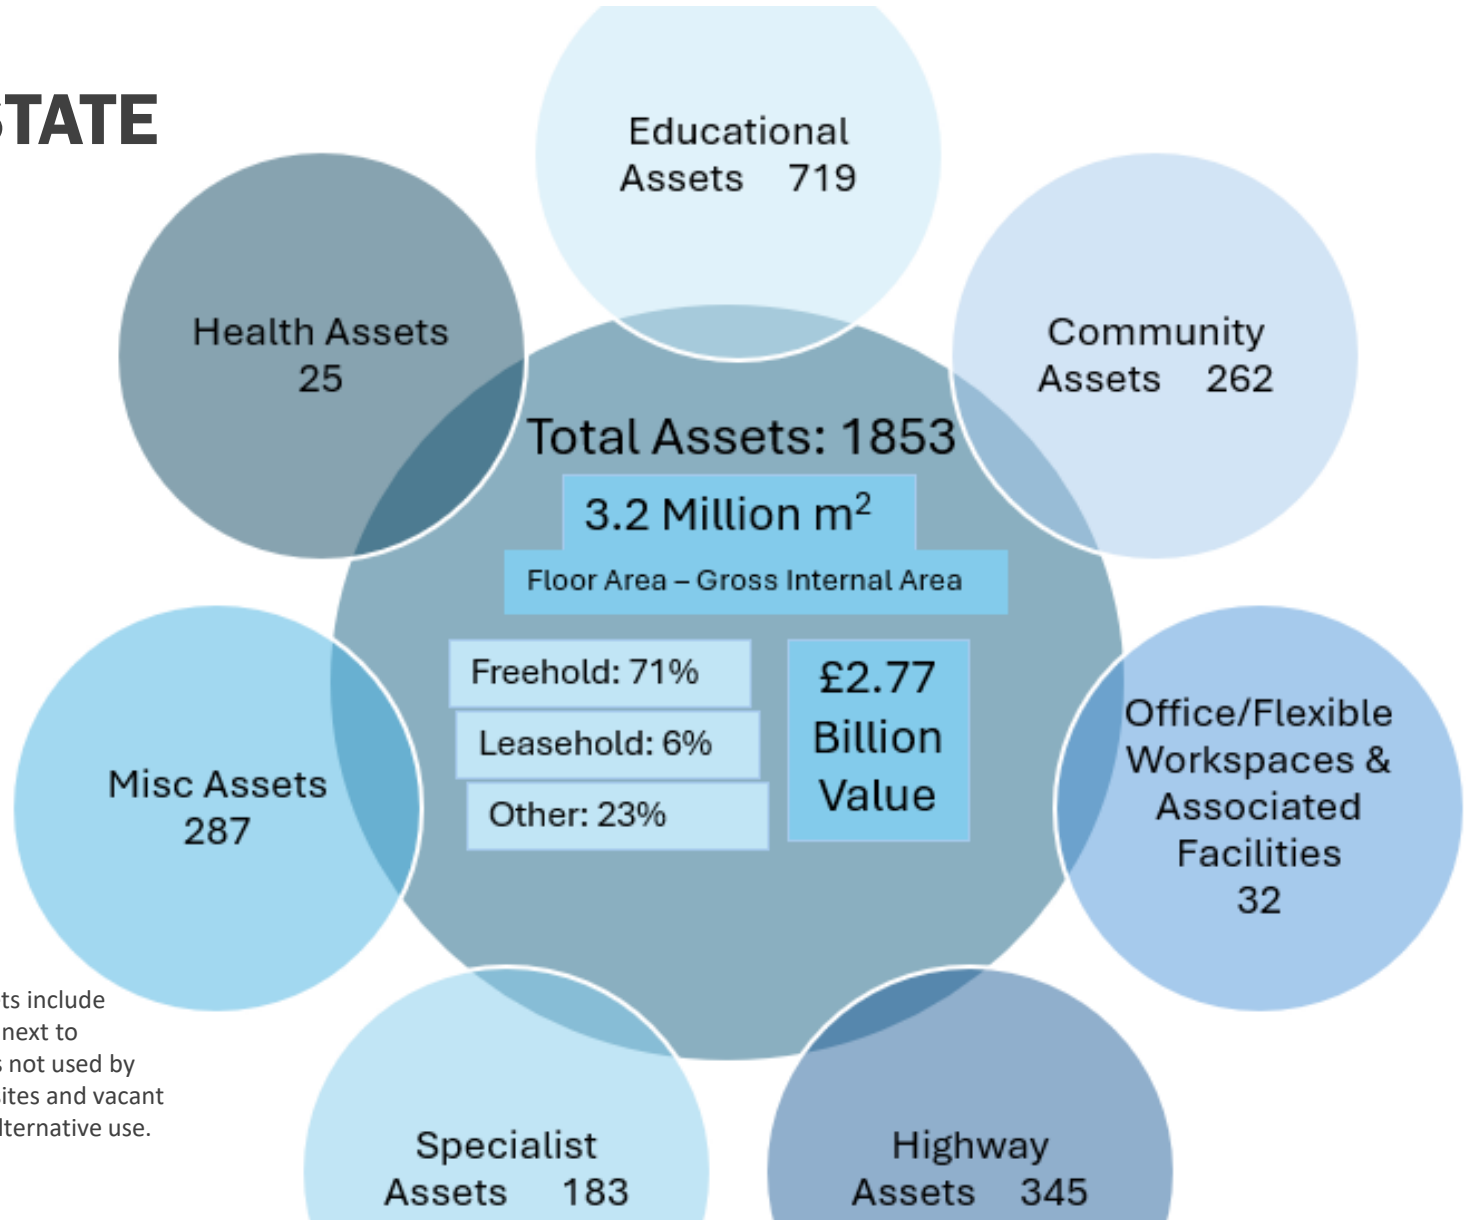 STATE
Educational
Assets 719
Health Assets
25
Community
Assets 262
Total Assets: 1853
3.2 Million m²
Floor Area – Gross Internal Area
Freehold: 71%
Leasehold: 6%
Other: 23%
£2.77
Billion
Value
Office/Flexible
Workspaces &
Associated
Facilities
32
Misc Assets
287
ts include
next to
s not used by
sites and vacant
lternative use.
Specialist
Assets 183
Highway
Assets 345